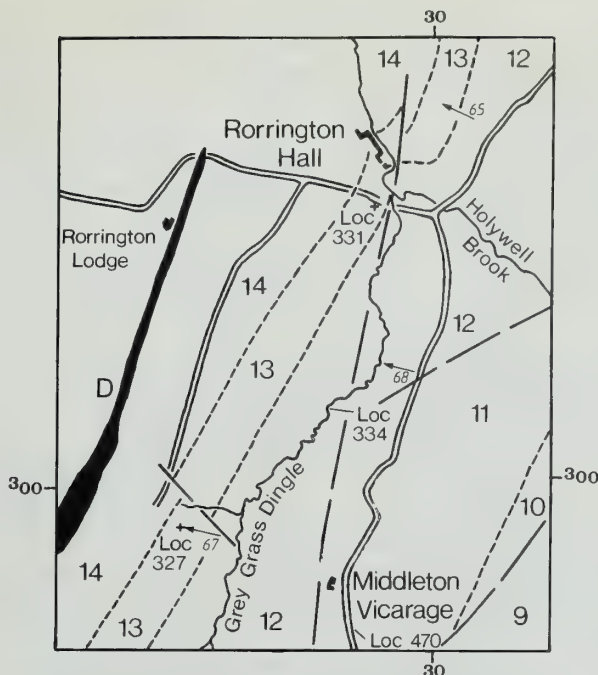 30
14
13
12
65
Rorrington
Hall
Loc
331
Holywell
Brook
Rorrington
Lodge
14
12
13
68
D
Loc
334
11
300
300
10
Grey Grass Dingle
Loc
327
67
14
Middleton
Vicarage
9
13
12
Loc 470
30